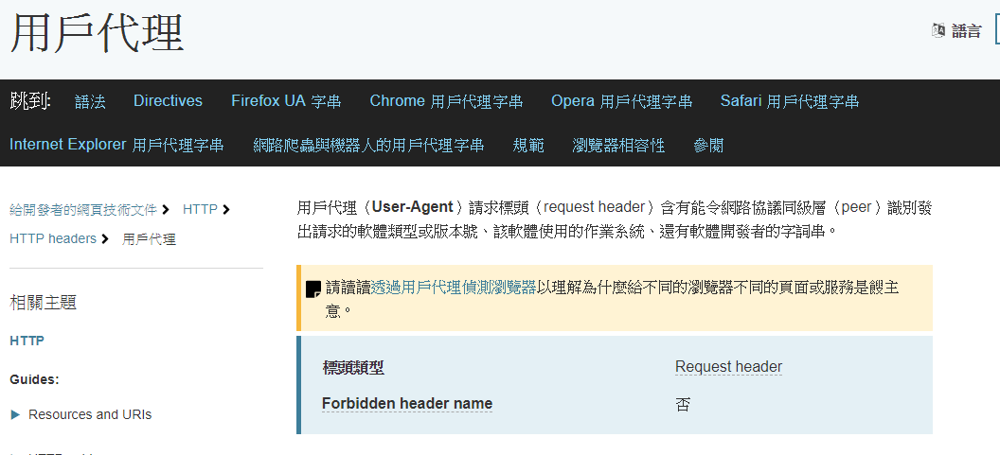 用戶代理
語言
跳到: 語法 Directives Firefox UA 字串 Chrome 用戶代理字串 Opera 用戶代理字串 Safari 用戶代理字串
Internet Explorer 用戶代理字串 網路爬蟲與機器人的用戶代理字串 規範 瀏覽器相容性 參閱
給開發者的網頁技術文件 HTTP
HTTP headers 用戶代理
相關主題
HTTP
Guides:
Resources and URIs
用戶代理（User-Agent）請求標頭（request header）含有能令網路協議同級層（peer）識別發
出請求的軟體類型或版本號、該軟體使用的作業系統、還有軟體開發者的字詞串。
請讀讀透過用戶代理偵測瀏覽器以理解為什麼給不同的瀏覽器不同的頁面或服務是餿主
意。
標頭類型 Request header
Forbidden header name 否